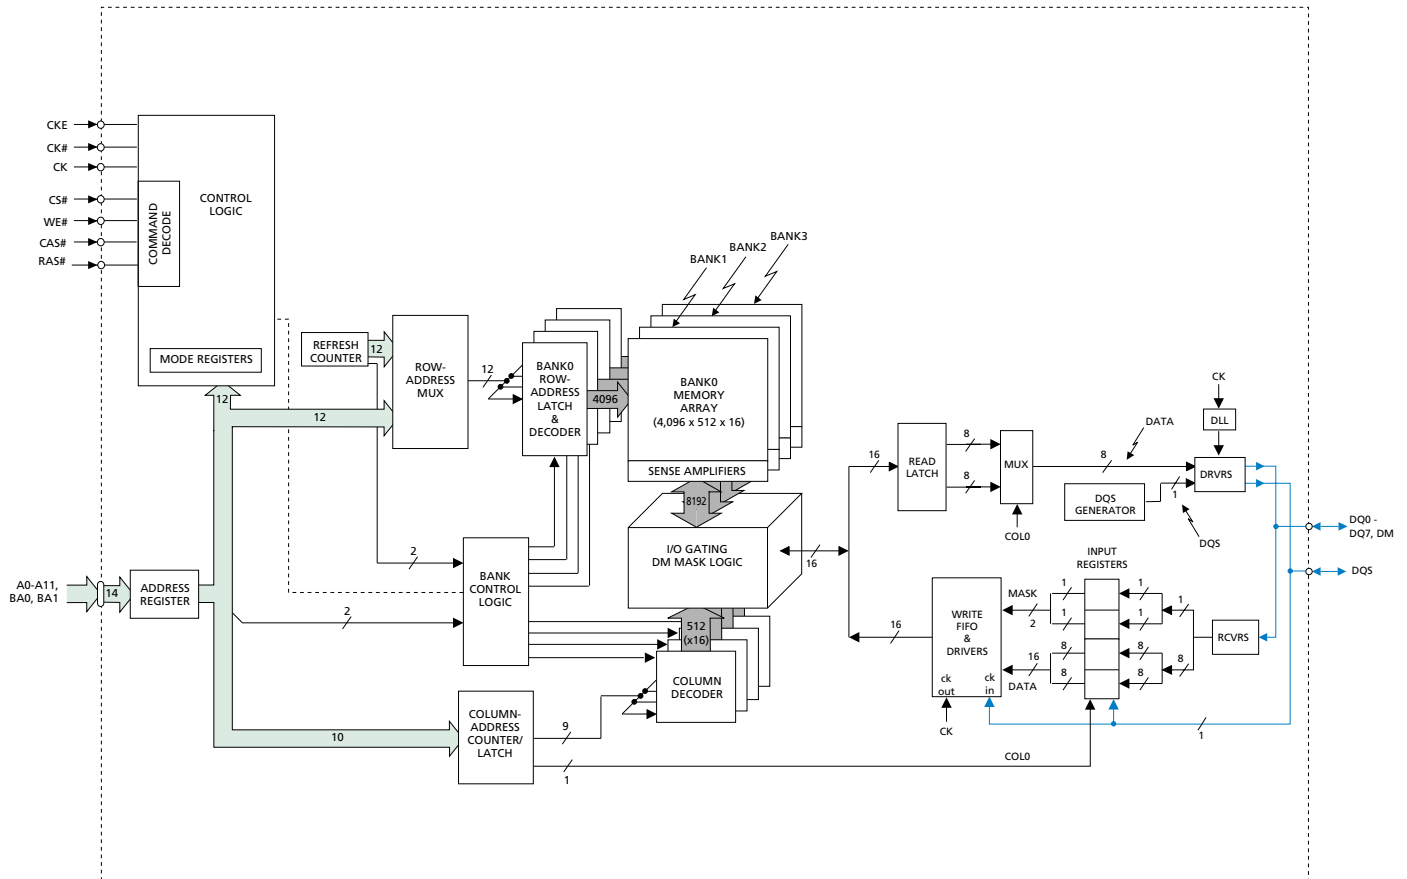 CKE
CK#
CK
CS#
WE#
CAS#
RAS#
COMMAND
DECODE
CONTROL
LOGIC
MODE REGISTERS
12
REFRESH
COUNTER
12
12
ROW-
ADDRESS
MUX
12
BANK0
ROW-
ADDRESS
LATCH
&
DECODER
4096
BANK1
BANK2
BANK3
BANK0
MEMORY
ARRAY
(4,096 x 512 x 16)
SENSE AMPLIFIERS
8192
I/O GATING
DM MASK LOGIC
16
512
(x16)
COLUMN
DECODER
A0-A11,
BA0, BA1
14
ADDRESS
REGISTER
2
2
BANK
CONTROL
LOGIC
10
COLUMN-
ADDRESS
COUNTER/
LATCH
9
1
COL0
16
READ
LATCH
8
8
MUX
COL0
8
DATA
CK
DLL
DRVRS
DQS
GENERATOR
1
DQS
DQ0 -
DQ7, DM
DQS
INPUT
REGISTERS
16
WRITE
FIFO
&
DRIVERS
ck
out
ck
in
CK
MASK
2
16
DATA
1
1
8
8
1
1
8
8
1
8
RCVRS
1